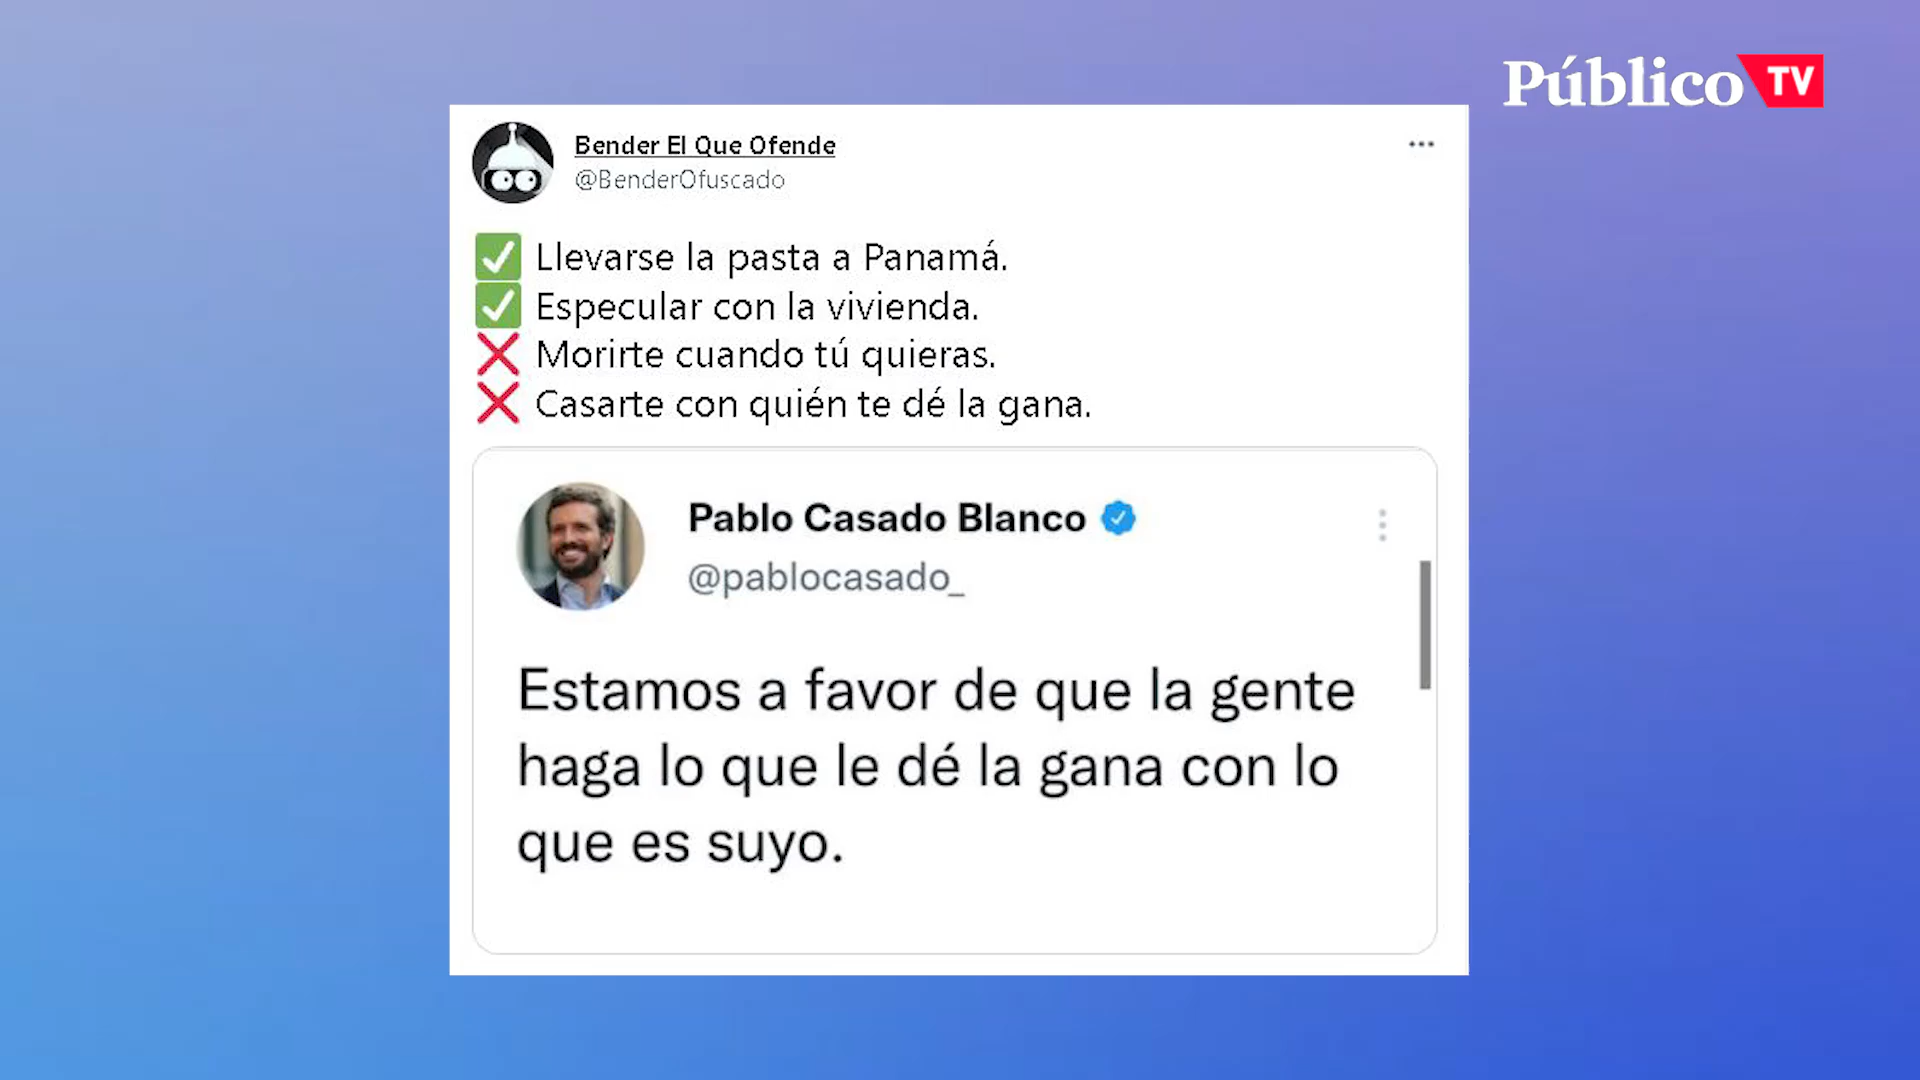 Público TV
Bender El Que Ofende
@BenderOfuscado
✅ Llevarse la pasta a Panamá.
✅ Especular con la vivienda.
❌ Morirte cuando tú quieras.
❌ Casarte con quién te dé la gana.
Pablo Casado Blanco
@pablocasado_
Estamos a favor de que la gente
haga lo que le dé la gana con lo
que es suyo.